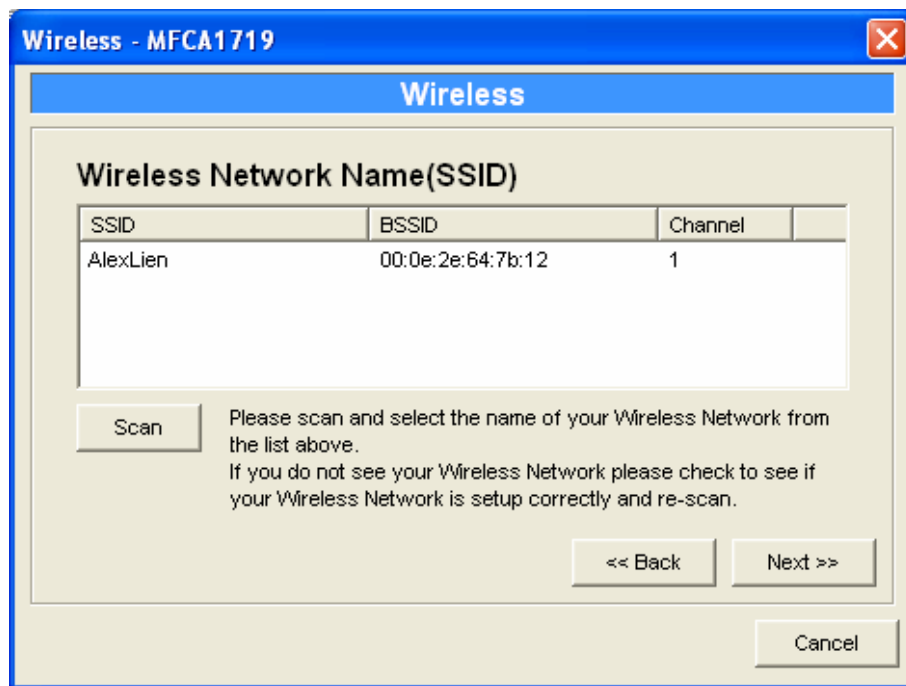 Wireless - MFCA1719
Wireless
Wireless Network Name(SSID)
SSID BSSID Channel
AlexLien 00:0e:2e:64:7b:12 1
Scan
Please scan and select the name of your Wireless Network from
the list above.
If you do not see your Wireless Network please check to see if
your Wireless Network is setup correctly and re-scan.
<< Back Next >>
Cancel